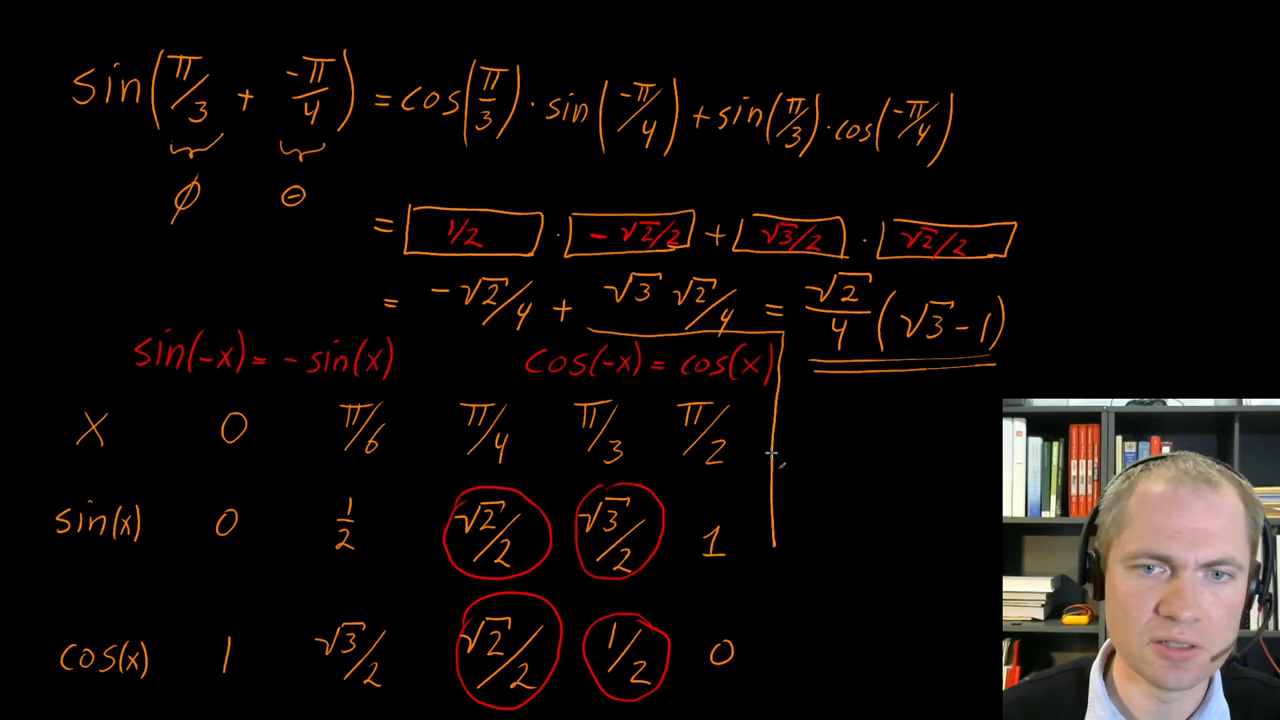 sin(π/3 + -π/4) = cos(π/3) · sin(-π/4) + sin(π/3) · cos(-π/4)
φ θ
= 1/2 · -√2/2 + √3/2 · √2/2
= -√2/4 + √3 √2/4 = √2/4 (√3-1)
sin(-x) = -sin(x) cos(-x) = cos(x)
x 0 π/6 π/4 π/3 π/2
sin(x) 0 1/2 √2/2 √3/2 1
cos(x) 1 √3/2 √2/2 1/2 0